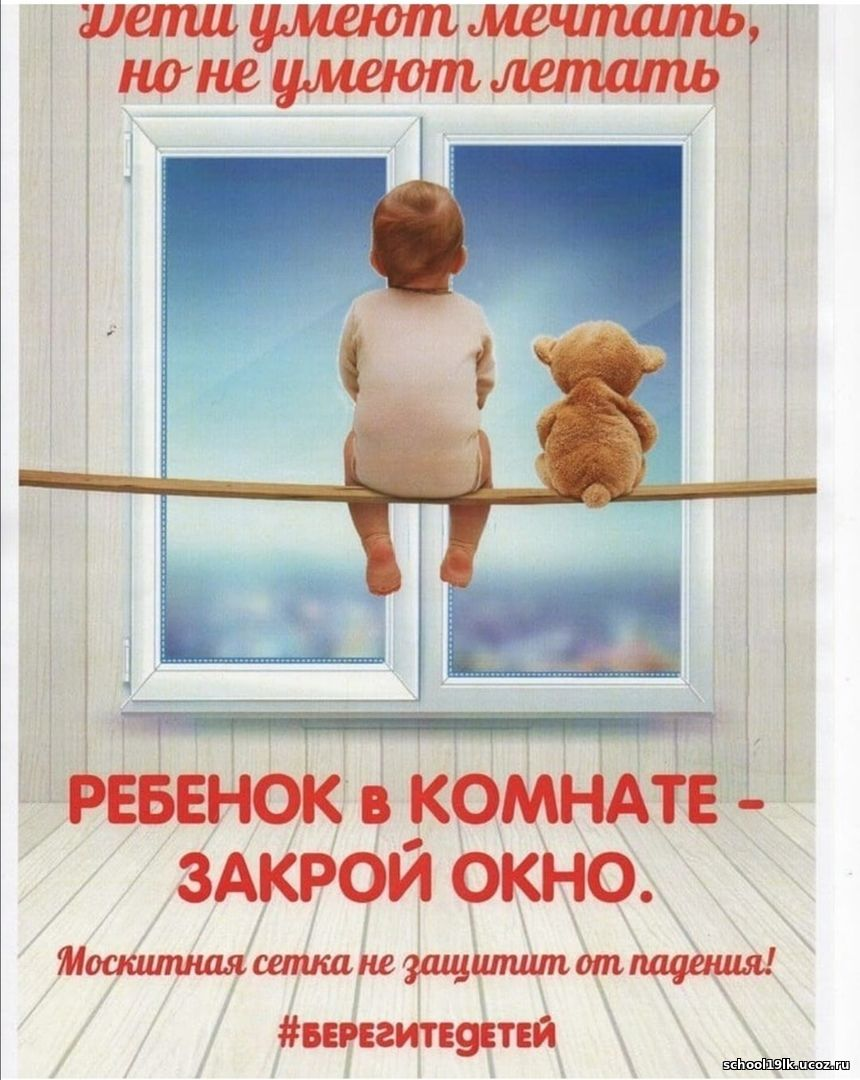 Дети умеют мечтать,
но не умеют летать
РЕБЕНОК в КОМНАТЕ -
ЗАКРОЙ ОКНО.
Москитная сетка не защитит от падения!
#БЕРЕГИТЕДЕТЕЙ
school19lk.ucoz.ru